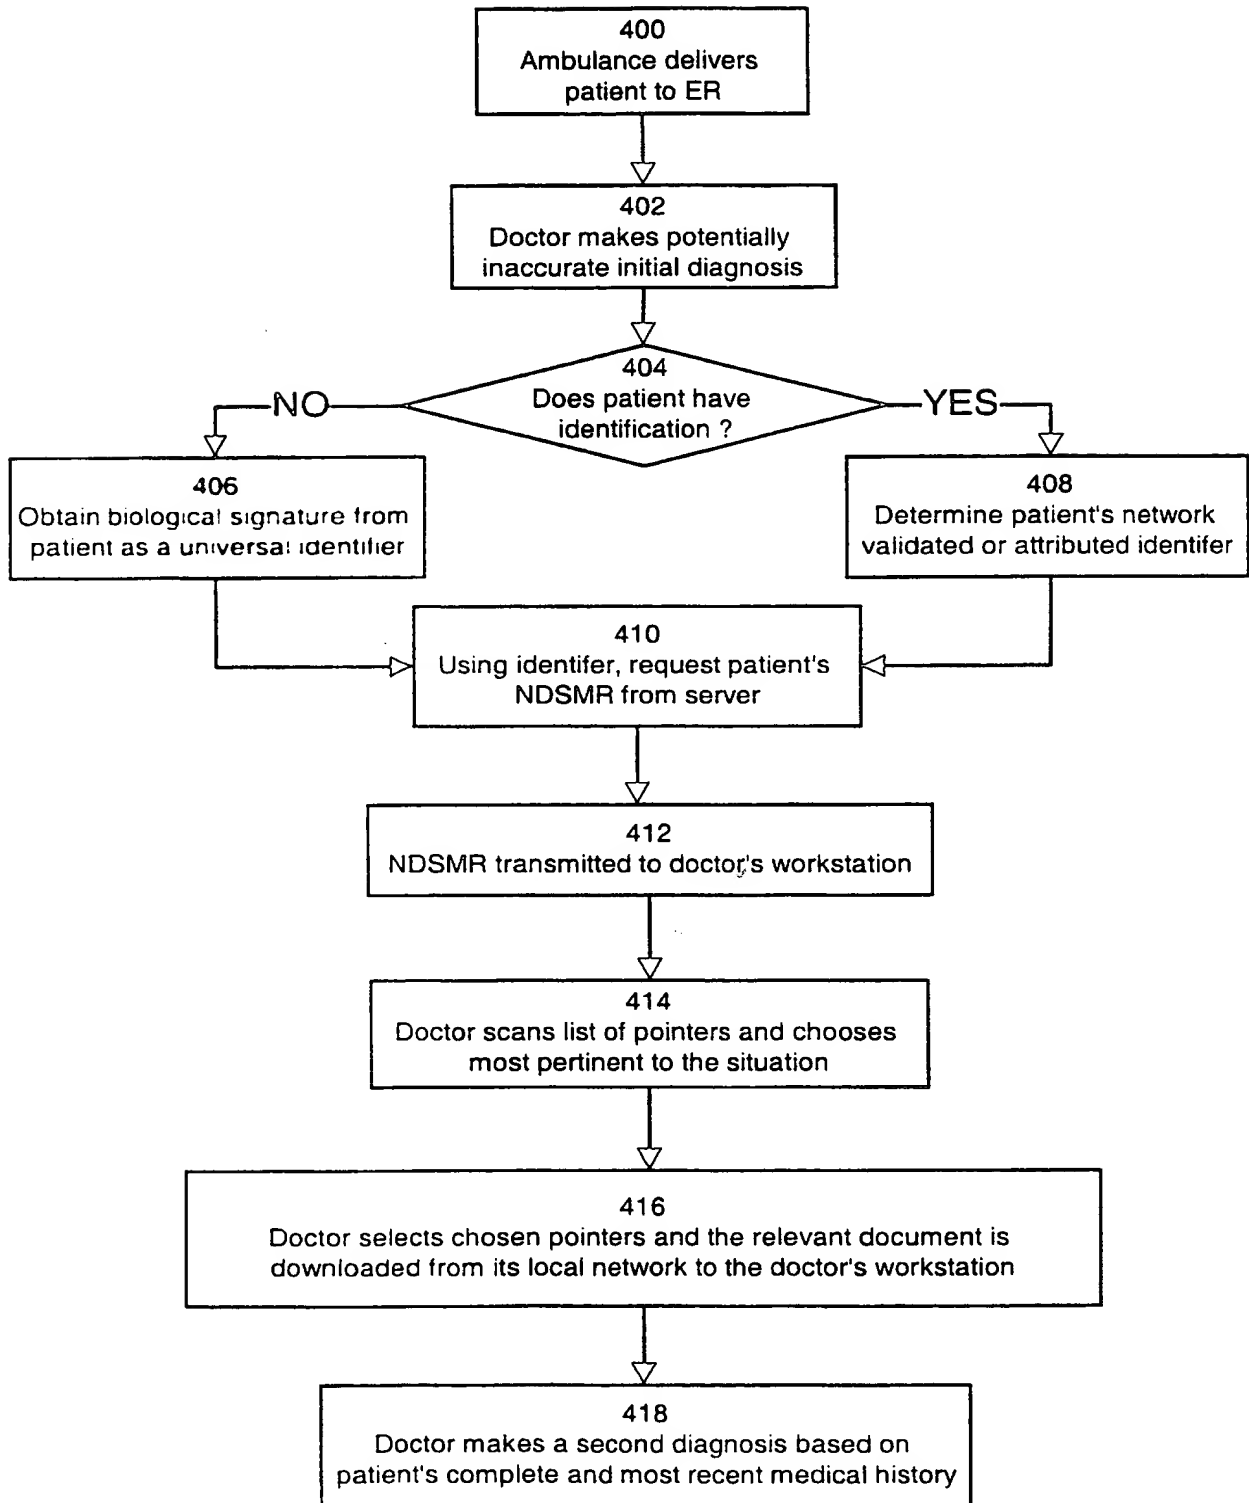 400
Ambulance delivers
patient to ER
402
Doctor makes potentially
inaccurate initial diagnosis
404
Does patient have
identification ?
NO
YES
406
Obtain biological signature from
patient as a universal identifier
408
Determine patient's network
validated or attributed identifer
410
Using identifer, request patient's
NDSMR from server
412
NDSMR transmitted to doctor's workstation
414
Doctor scans list of pointers and chooses
most pertinent to the situation
416
Doctor selects chosen pointers and the relevant document is
downloaded from its local network to the doctor's workstation
418
Doctor makes a second diagnosis based on
patient's complete and most recent medical history